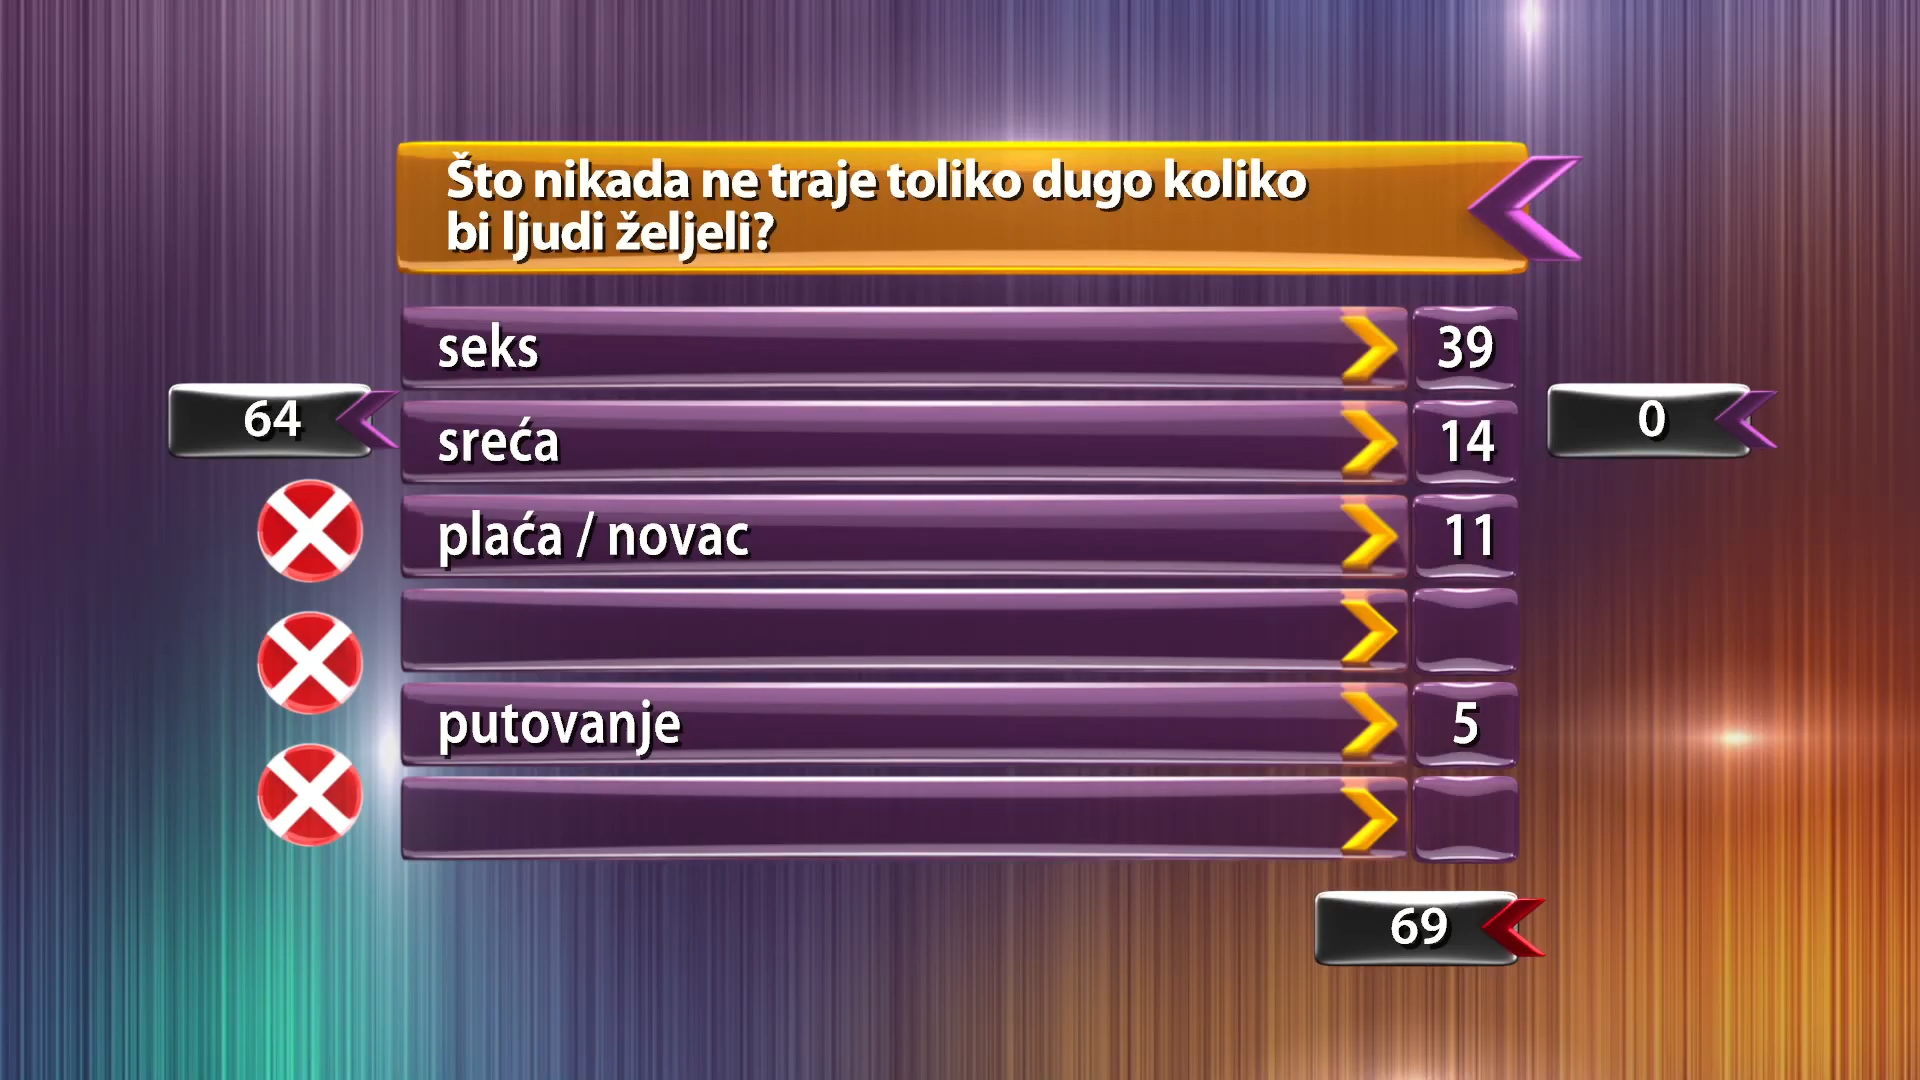 Što nikada ne traje toliko dugo koliko
bi ljudi željeli?
seks 39
64
sreća 14
0
plaća / novac 11
putovanje 5
69